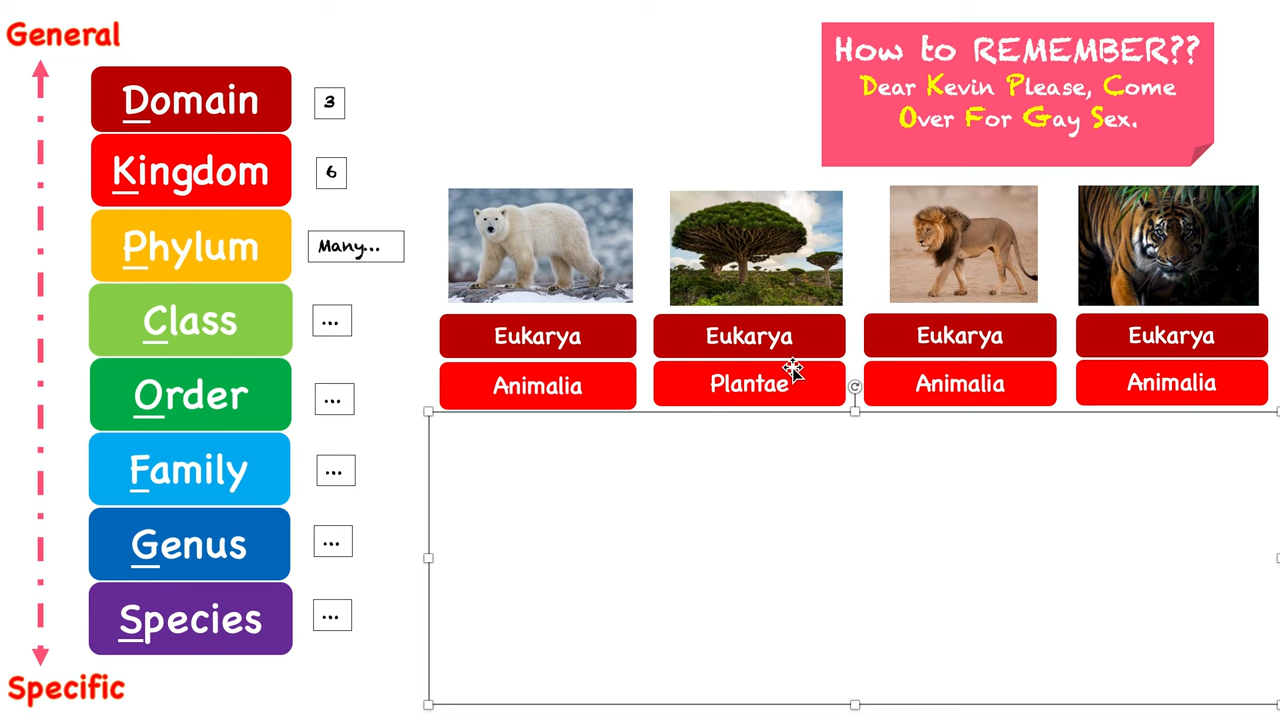 General
Domain
3
Kingdom
6
Phylum
Many...
Class
...
Order
...
Family
...
Genus
...
Species
...
Specific
How to REMEMBER??
Dear Kevin Please, Come
Over For Gay Sex.
Eukarya
Eukarya
Eukarya
Eukarya
Animalia
Plantae
Animalia
Animalia